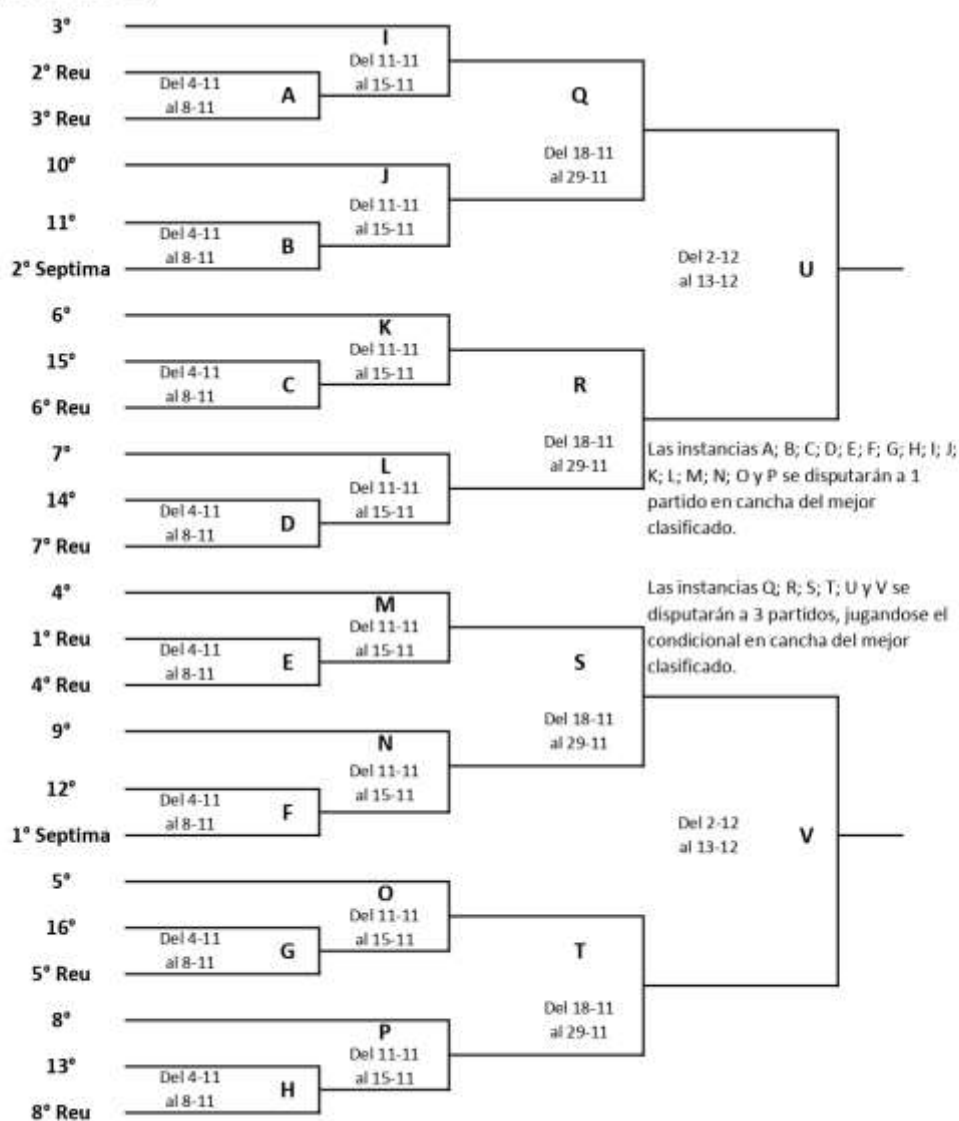 3°
I
Del 11-11
al 15-11
2° Reu
Del 4-11
al 8-11
A
3° Reu
Q
Del 18-11
al 29-11
10°
J
Del 11-11
al 15-11
11°
Del 4-11
al 8-11
B
2° Septima
Del 2-12
al 13-12
U
6°
K
Del 11-11
al 15-11
15°
Del 4-11
al 8-11
C
6° Reu
R
Del 18-11
al 29-11
7°
L
Del 11-11
al 15-11
14°
Del 4-11
al 8-11
D
7° Reu
Las instancias A; B; C; D; E; F; G; H; I; J;
K; L; M; N; O y P se disputarán a 1
partido en cancha del mejor
clasificado.
Las instancias Q; R; S; T; U y V se
disputarán a 3 partidos, jugandose el
condicional en cancha del mejor
clasificado.
4°
M
Del 11-11
al 15-11
1° Reu
Del 4-11
al 8-11
E
4° Reu
S
Del 18-11
al 29-11
9°
N
Del 11-11
al 15-11
12°
Del 4-11
al 8-11
F
1° Septima
Del 2-12
al 13-12
V
5°
O
Del 11-11
al 15-11
16°
Del 4-11
al 8-11
G
5° Reu
T
Del 18-11
al 29-11
8°
P
Del 11-11
al 15-11
13°
Del 4-11
al 8-11
H
8° Reu